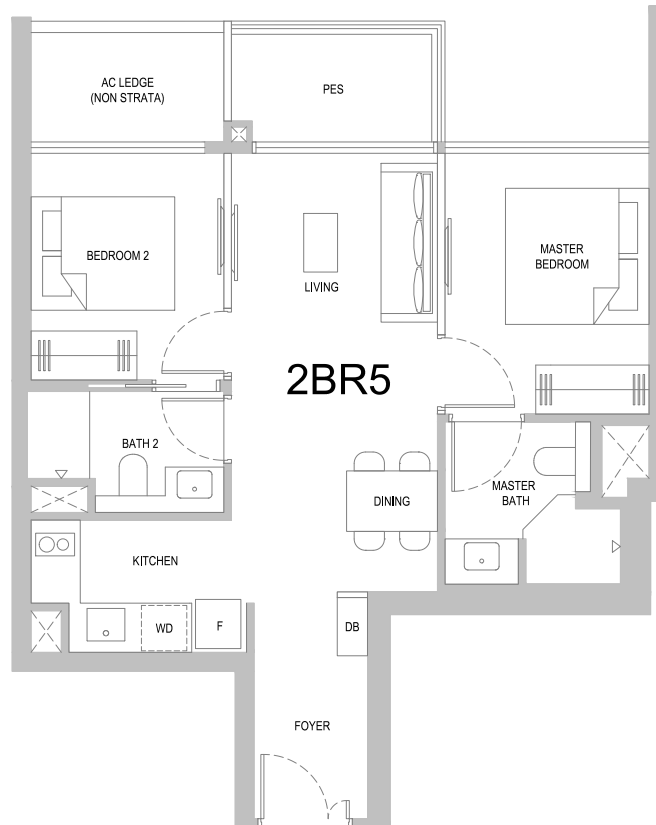 AC LEDGE
(NON STRATA)
PES
BEDROOM 2
LIVING
MASTER
BEDROOM
2BR5
BATH 2
DINING
MASTER
BATH
KITCHEN
WD
F
DB
FOYER